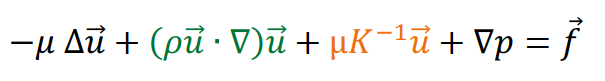 −μ Δu⃗ + (ρu⃗ · ∇)u⃗ + μK⁻¹u⃗ + ∇p = f⃗